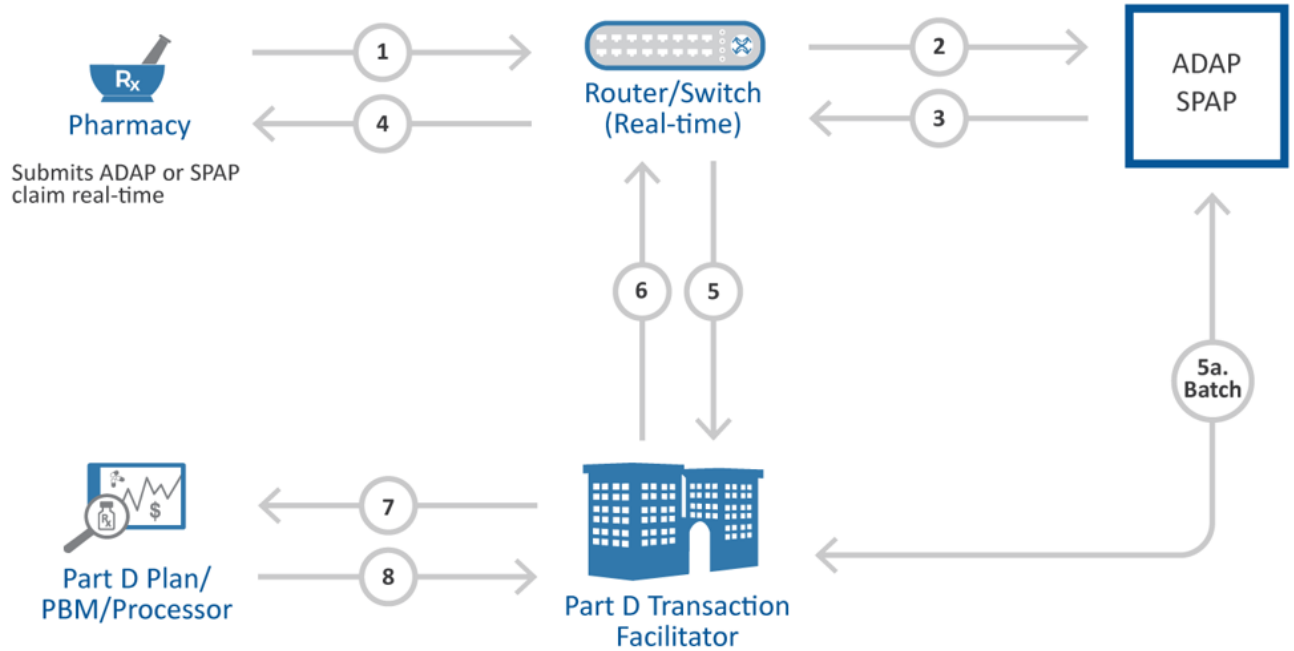 Rx
Pharmacy
Submits ADAP or SPAP
claim real-time
1
4
Router/Switch
(Real-time)
2
3
ADAP
SPAP
6
5
5a.
Batch
Rx
$
Part D Plan/
PBM/Processor
7
8
Part D Transaction
Facilitator